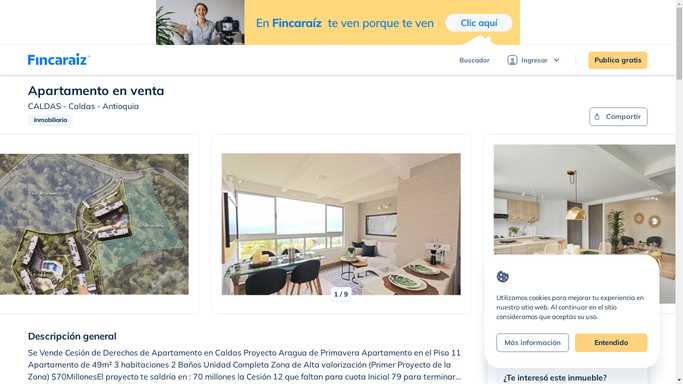 En Fincaraíz te ven porque te ven
Clic aquí
Fincaraiz
Buscador
Ingresar
Publica gratis
Apartamento en venta
CALDAS - Caldas - Antioquia
Inmobiliaria
Compartir
1 / 9
Utilizamos cookies para mejorar tu experiencia en
nuestro sitio web. Al continuar en el sitio
consideramos que aceptas su uso.
Más información
Entendido
Descripción general
Se Vende Cesión de Derechos de Apartamento en Caldas Proyecto Aragua de Primavera Apartamento en el Piso 11
Apartamento de 49m² 3 habitaciones 2 Baños Unidad Completa Zona de Alta valorización (Primer Proyecto de la
Zona) $70MillonesEl proyecto te saldría en : 70 millones la Cesión 12 que faltan para cuota Inicial 79 para terminar...
¿Te interesó este inmueble?